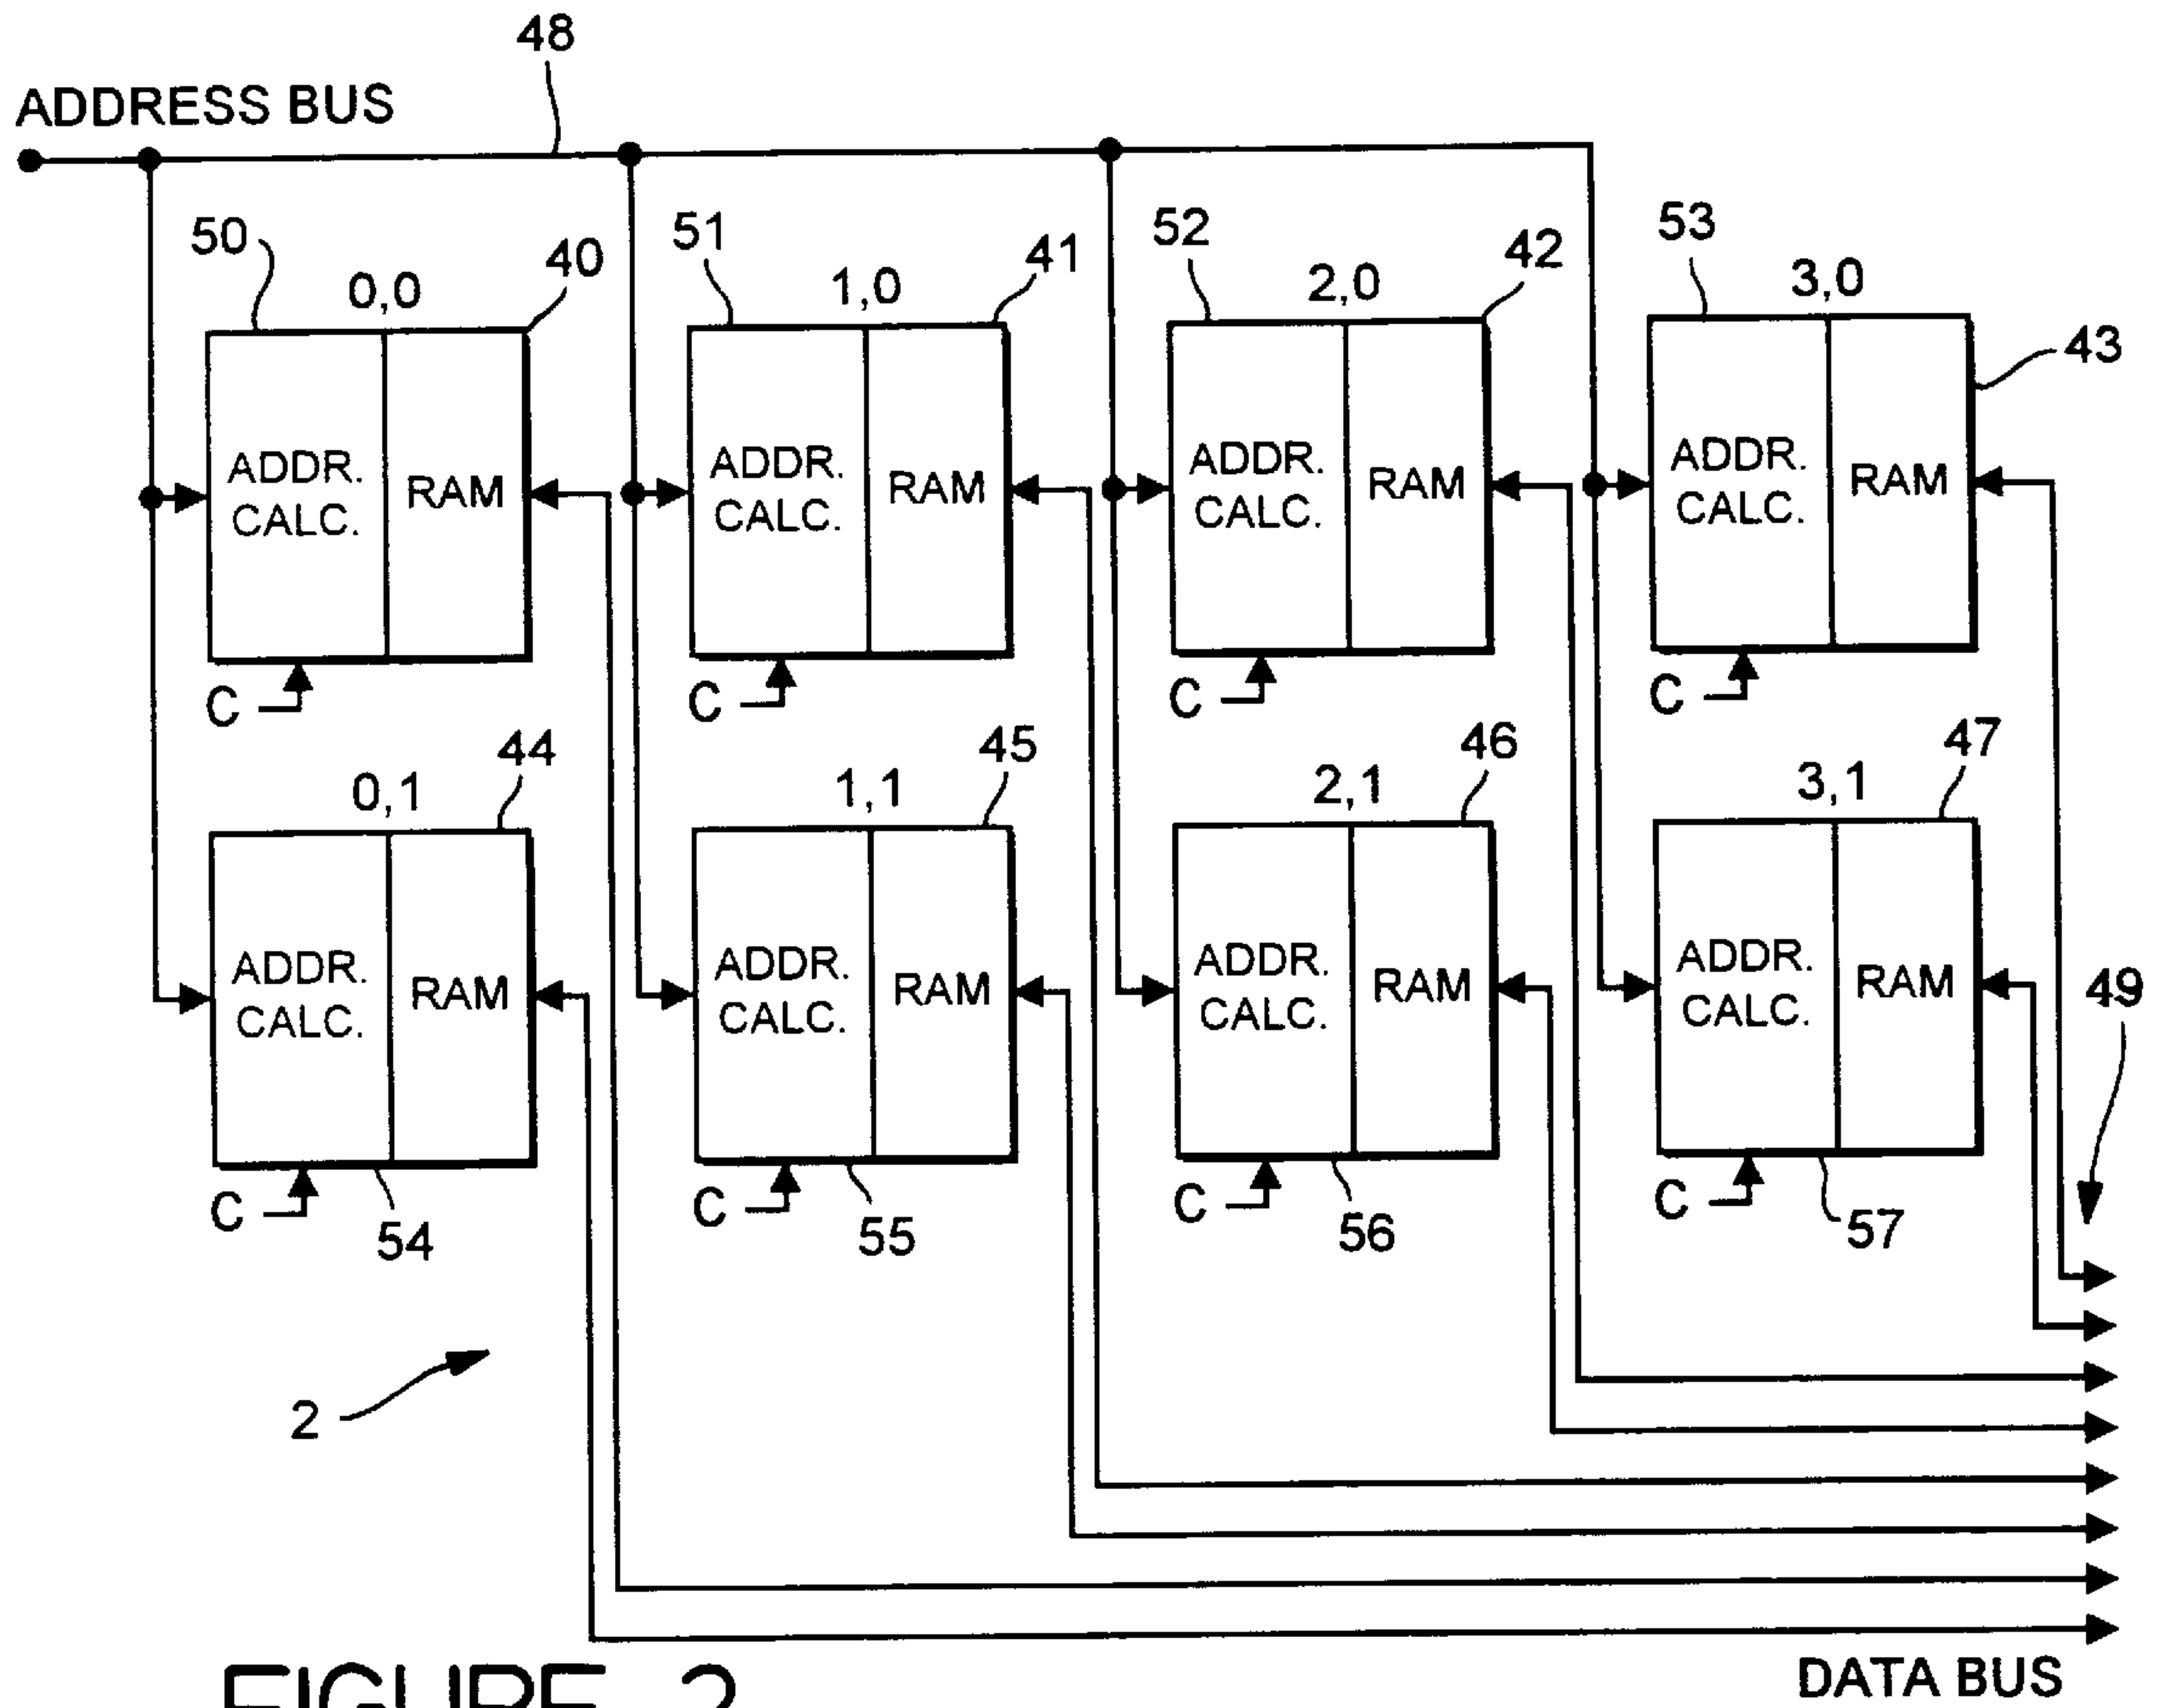 48
ADDRESS BUS
50 0,0 40
51 1,0 41
52 2,0 42
53 3,0 43
ADDR. CALC. RAM
ADDR. CALC. RAM
ADDR. CALC. RAM
ADDR. CALC. RAM
C
C
C
C
0,1 44
1,1 45
2,1 46
3,1 47
ADDR. CALC. RAM
ADDR. CALC. RAM
ADDR. CALC. RAM
ADDR. CALC. RAM
49
C 54
C 55
C 56
C 57
2
DATA BUS
FIGURE 2